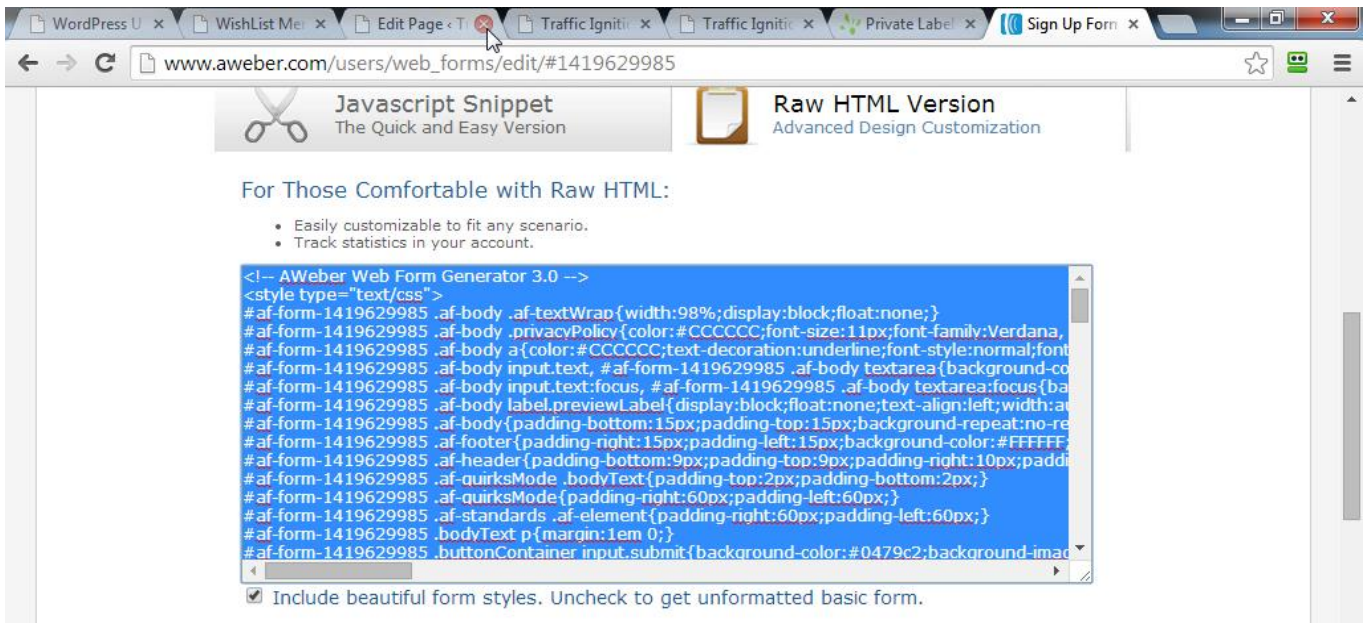 WordPress U
WishList Mer
Edit Page ‹ T
Traffic Ignitic
Traffic Ignitic
Private Label
Sign Up Form
www.aweber.com/users/web_forms/edit/#1419629985
Javascript Snippet
The Quick and Easy Version
Raw HTML Version
Advanced Design Customization
For Those Comfortable with Raw HTML:
• Easily customizable to fit any scenario.
• Track statistics in your account.
<!-- AWeber Web Form Generator 3.0 -->
<style type="text/css">
#af-form-1419629985 .af-body .af-textWrap{width:98%;display:block;float:none;}
#af-form-1419629985 .af-body .privacyPolicy{color:#CCCCCC;font-size:11px;font-family:Verdana,
#af-form-1419629985 .af-body a{color:#CCCCCC;text-decoration:underline;font-style:normal;font
#af-form-1419629985 .af-body input.text, #af-form-1419629985 .af-body textarea{background-co
#af-form-1419629985 .af-body input.text:focus, #af-form-1419629985 .af-body textarea:focus{ba
#af-form-1419629985 .af-body label.previewLabel{display:block;float:none;text-align:left;width:au
#af-form-1419629985 .af-body{padding-bottom:15px;padding-top:15px;background-repeat:no-re
#af-form-1419629985 .af-footer{padding-right:15px;padding-left:15px;background-color:#FFFFFF;
#af-form-1419629985 .af-header{padding-bottom:9px;padding-top:9px;padding-right:10px;paddi
#af-form-1419629985 .af-quirksMode .bodyText{padding-top:2px;padding-bottom:2px;}
#af-form-1419629985 .af-quirksMode{padding-right:60px;padding-left:60px;}
#af-form-1419629985 .af-standards .af-element{padding-right:60px;padding-left:60px;}
#af-form-1419629985 .bodyText p{margin:1em 0;}
#af-form-1419629985 .buttonContainer input.submit{background-color:#0479c2;background-imag
Include beautiful form styles. Uncheck to get unformatted basic form.